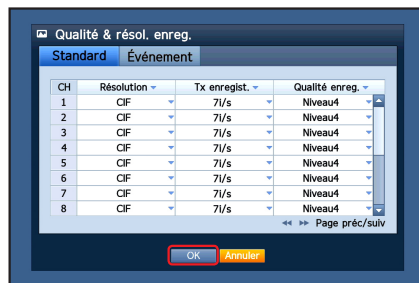 Qualité & résol. enreg.
Standard Événement
CH Résolution Tx enregist. Qualité enreg.
1 CIF 7i/s Niveau4
2 CIF 7i/s Niveau4
3 CIF 7i/s Niveau4
4 CIF 7i/s Niveau4
5 CIF 7i/s Niveau4
6 CIF 7i/s Niveau4
7 CIF 7i/s Niveau4
8 CIF 7i/s Niveau4
Page préc/suiv
OK Annuler